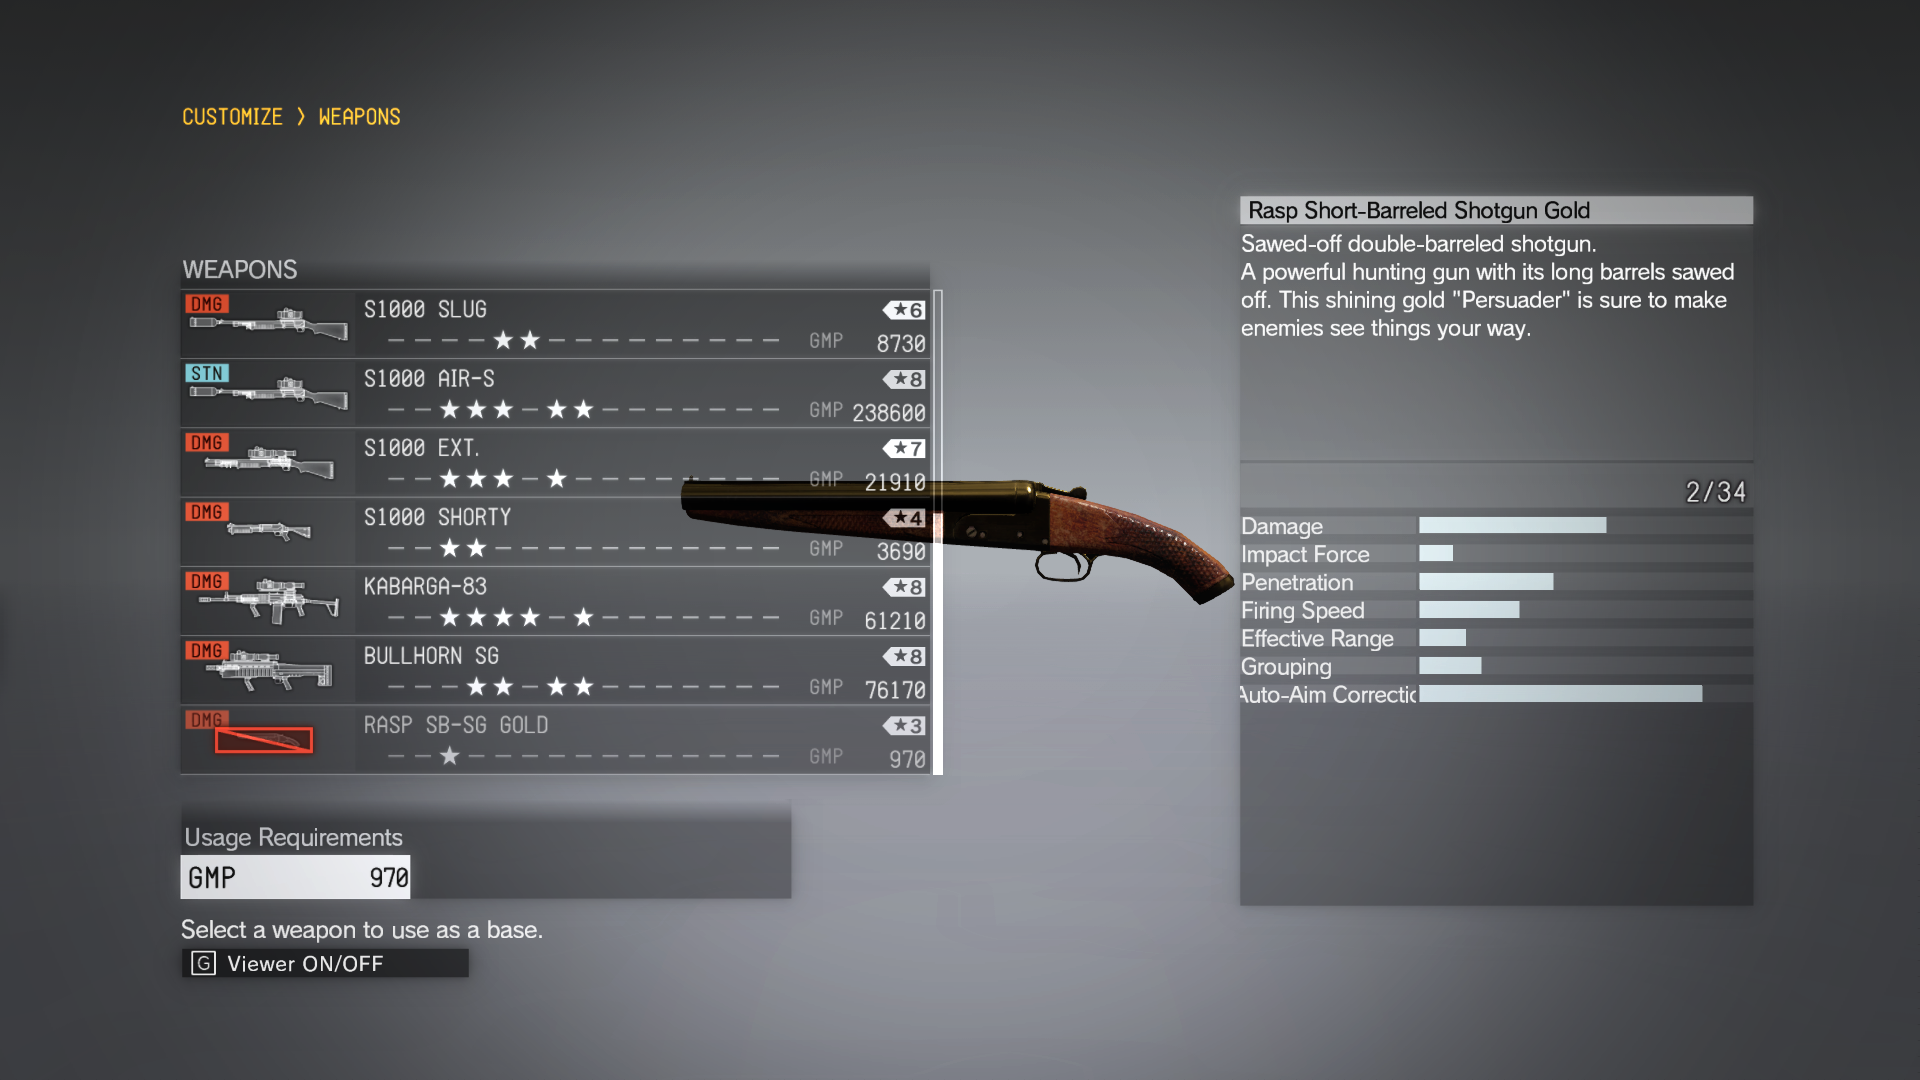 CUSTOMIZE > WEAPONS
WEAPONS
DMG
S1000 SLUG
★6
GMP 8730
STN
S1000 AIR-S
★8
GMP 238600
DMG
S1000 EXT.
★7
GMP 21910
DMG
S1000 SHORTY
★4
GMP 3690
DMG
KABARGA-83
★8
GMP 61210
DMG
BULLHORN SG
★8
GMP 76170
DMG
RASP SB-SG GOLD
★3
GMP 970
Usage Requirements
GMP 970
Select a weapon to use as a base.
G Viewer ON/OFF
Rasp Short-Barreled Shotgun Gold
Sawed-off double-barreled shotgun.
A powerful hunting gun with its long barrels sawed
off. This shining gold "Persuader" is sure to make
enemies see things your way.
2/34
Damage
Impact Force
Penetration
Firing Speed
Effective Range
Grouping
Auto-Aim Correctio